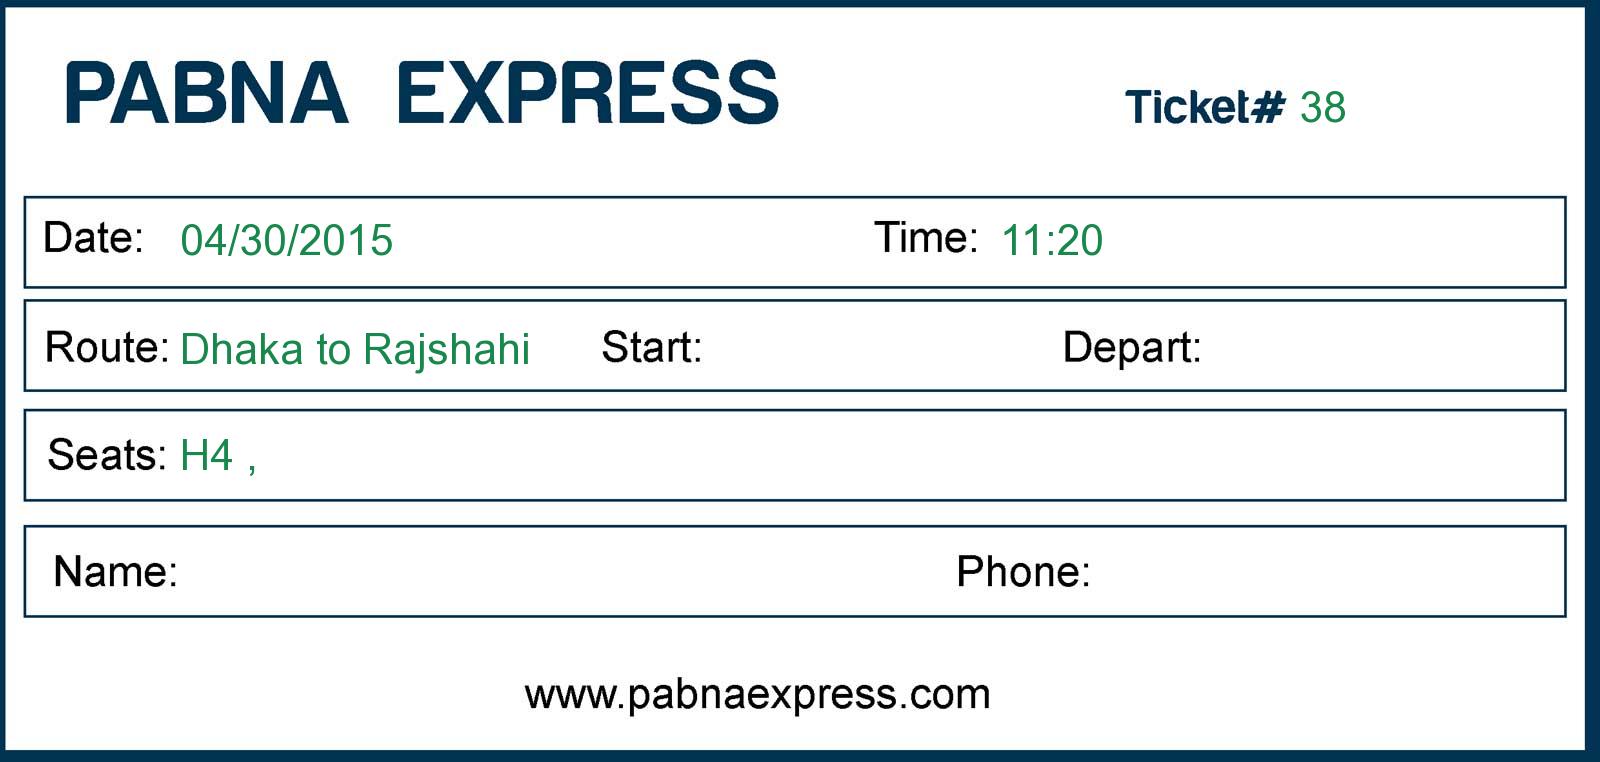 PABNA EXPRESS Ticket# 38
Date: 04/30/2015 Time: 11:20
Route: Dhaka to Rajshahi Start: Depart:
Seats: H4 ,
Name: Phone:
www.pabnaexpress.com